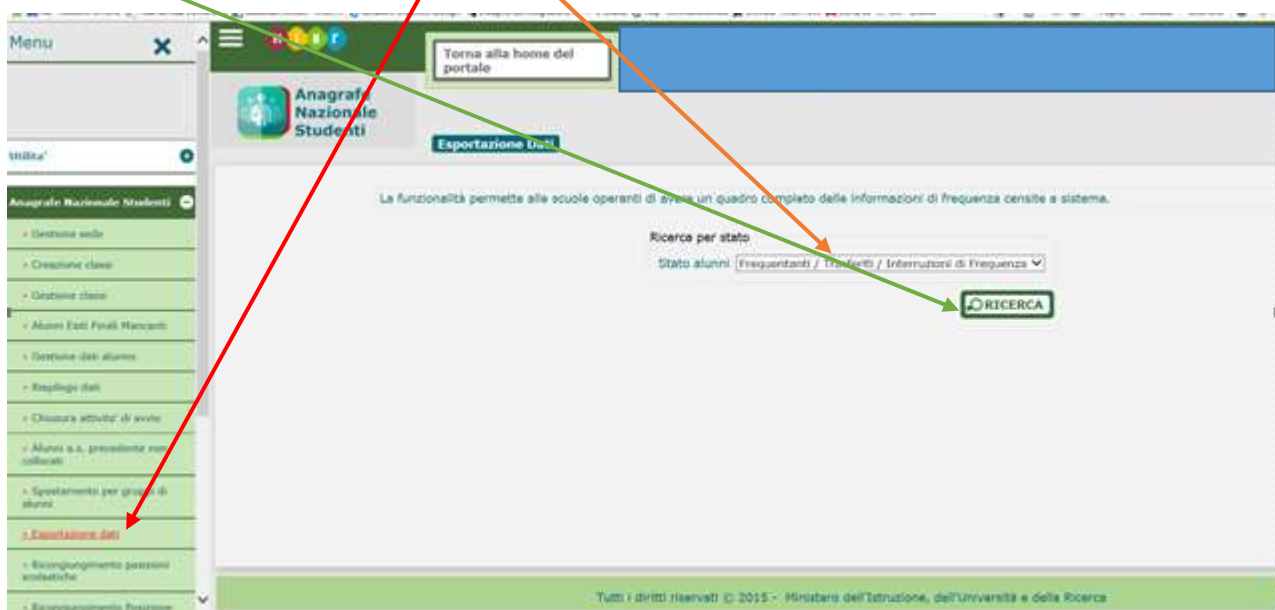 Menu
Utilita'
Anagrafe Nazionale Studenti
Gestione sede
Creazione classi
Gestione classi
Alunni Esiti Finali Mancanti
Gestione dati alunno
Riepilogo dati
Chiusura attivita' di avvio
Alunni a.s. precedente non
collocati
Spostamento per gruppi di
alunni
Esportazione dati
Ricongiungimento posizioni
scolastiche
Ricongiungimento Posizione
miur
Torna alla home del
portale
Anagrafe
Nazionale
Studenti
Esportazione Dati
La funzionalità permette alle scuole operanti di avere un quadro completo delle informazioni di frequenza censite a sistema.
Ricerca per stato
Stato alunni Frequentanti / Trasferiti / Interruzioni di Frequenza
RICERCA
Tutti i diritti riservati © 2015 - Ministero dell'Istruzione, dell'Università e della Ricerca